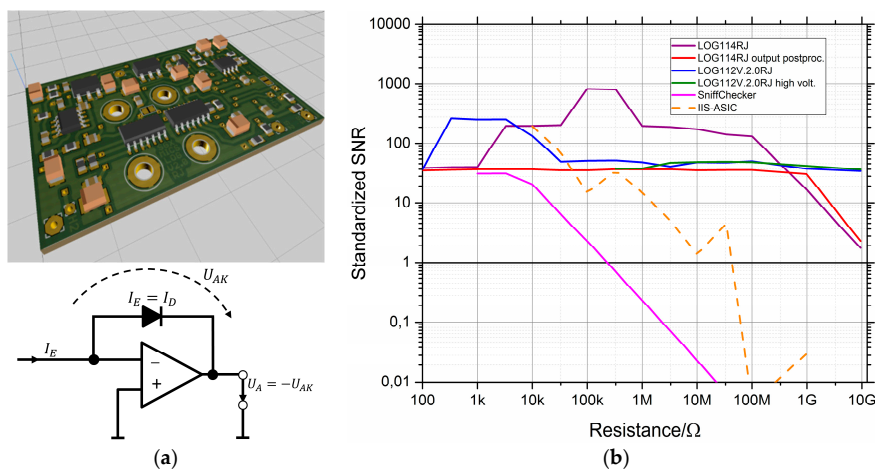 U_AK
I_E = I_D
I_E
−
+
U_A = −U_AK
(a)
Standardized SNR
10000
1000
100
10
1
0,1
0,01
LOG114RJ
LOG114RJ output postproc.
LOG112V.2.0RJ
LOG112V.2.0RJ high volt.
SniffChecker
IIS-ASIC
100 1k 10k 100k 1M 10M 100M 1G 10G
Resistance/Ω
(b)